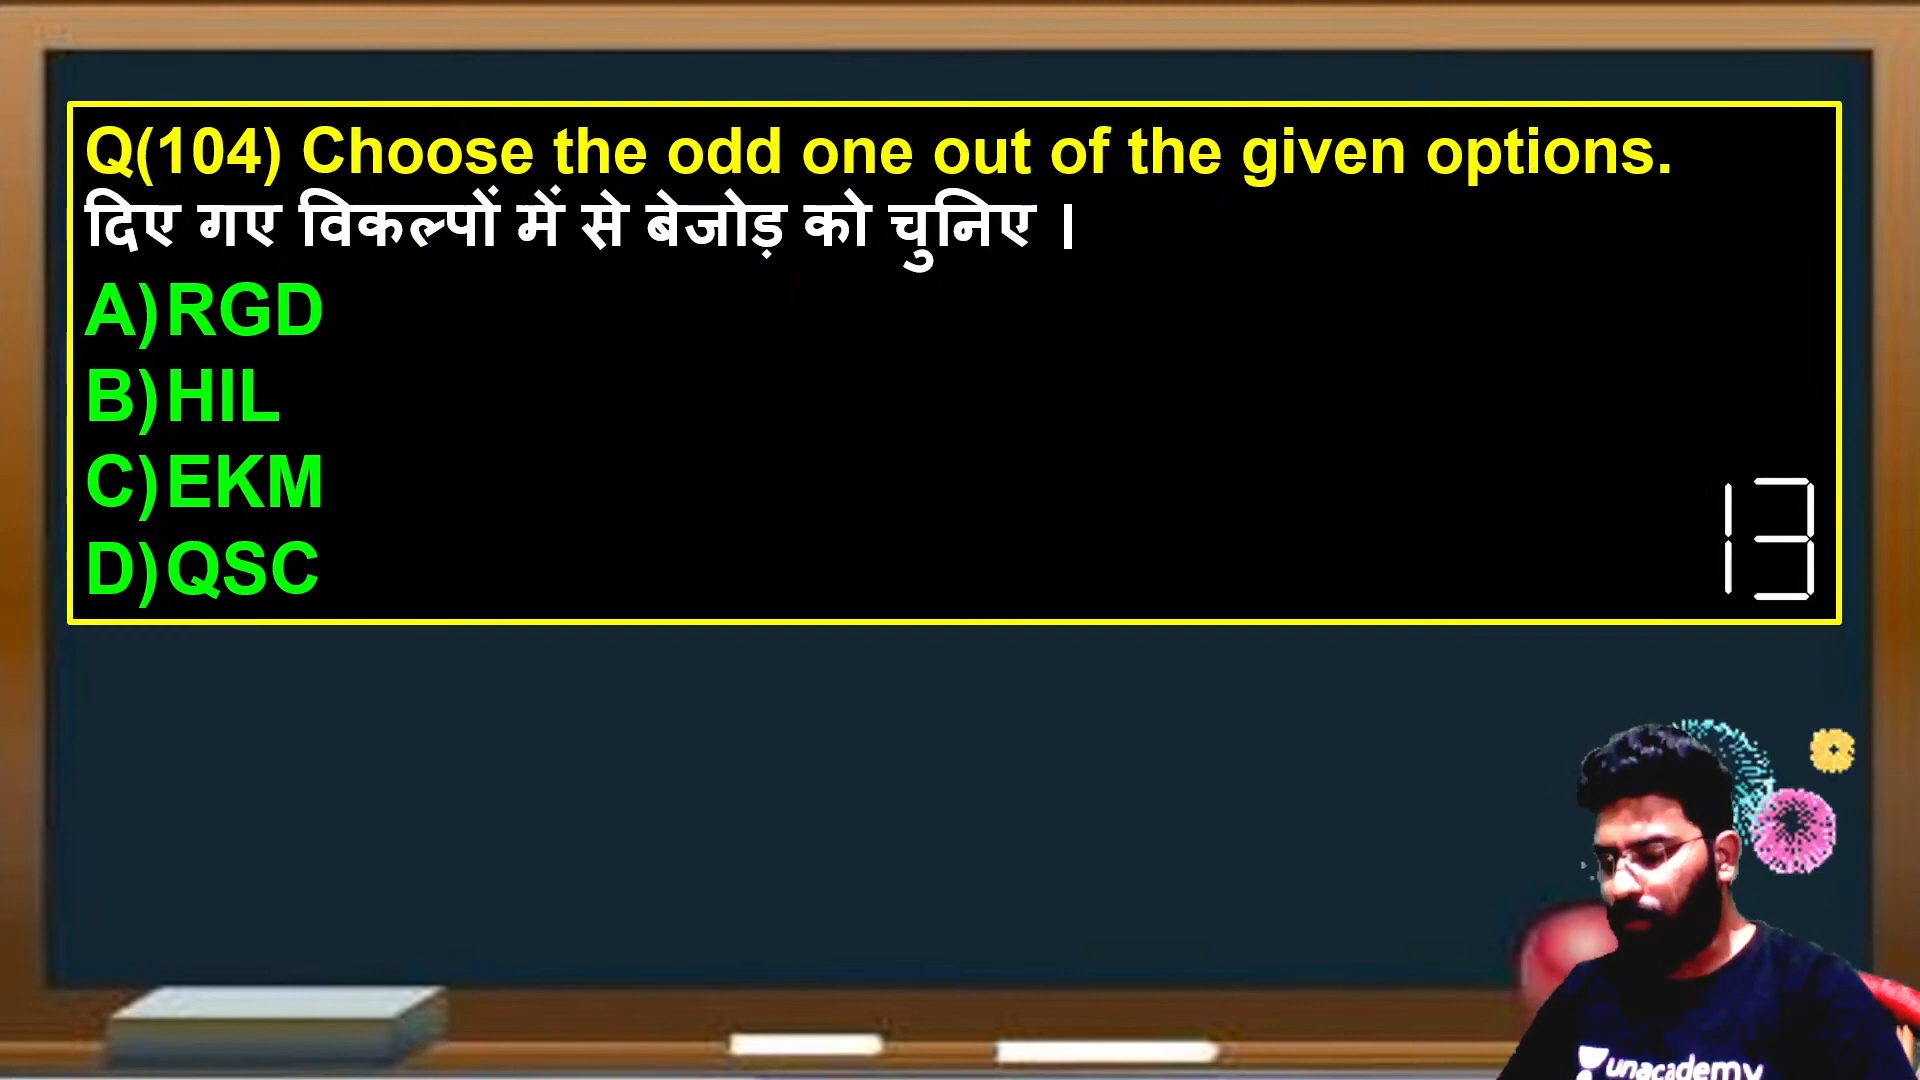 Q(104) Choose the odd one out of the given options.
दिए गए विकल्पों में से बेजोड़ को चुनिए ।
A) RGD
B) HIL
C) EKM
D) QSC
13
unacademy